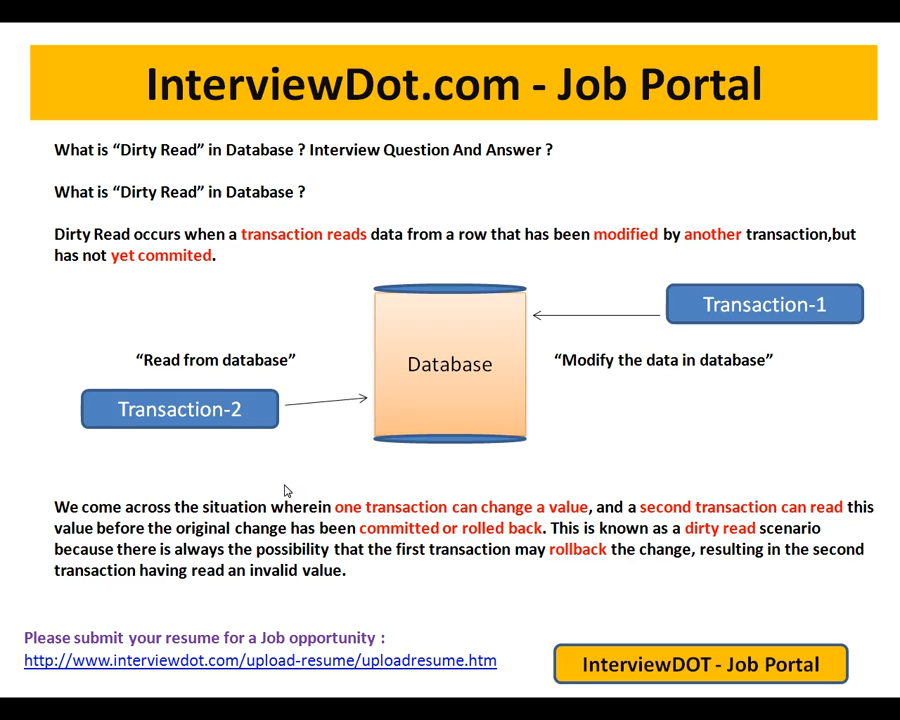 InterviewDot.com - Job Portal
What is “Dirty Read” in Database ? Interview Question And Answer ?
What is “Dirty Read” in Database ?
Dirty Read occurs when a transaction reads data from a row that has been modified by another transaction,but
has not yet commited.
Transaction-1
“Read from database”
Database
“Modify the data in database”
Transaction-2
We come across the situation wherein one transaction can change a value, and a second transaction can read this
value before the original change has been committed or rolled back. This is known as a dirty read scenario
because there is always the possibility that the first transaction may rollback the change, resulting in the second
transaction having read an invalid value.
Please submit your resume for a Job opportunity :
http://www.interviewdot.com/upload-resume/uploadresume.htm
InterviewDOT - Job Portal